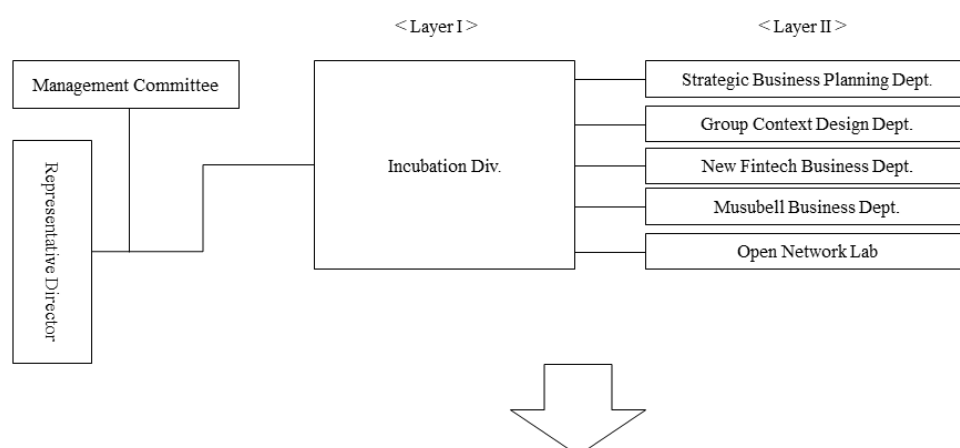 ＜Layer I＞
＜Layer II＞
Management Committee
Representative Director
Incubation Div.
Strategic Business Planning Dept.
Group Context Design Dept.
New Fintech Business Dept.
Musubell Business Dept.
Open Network Lab